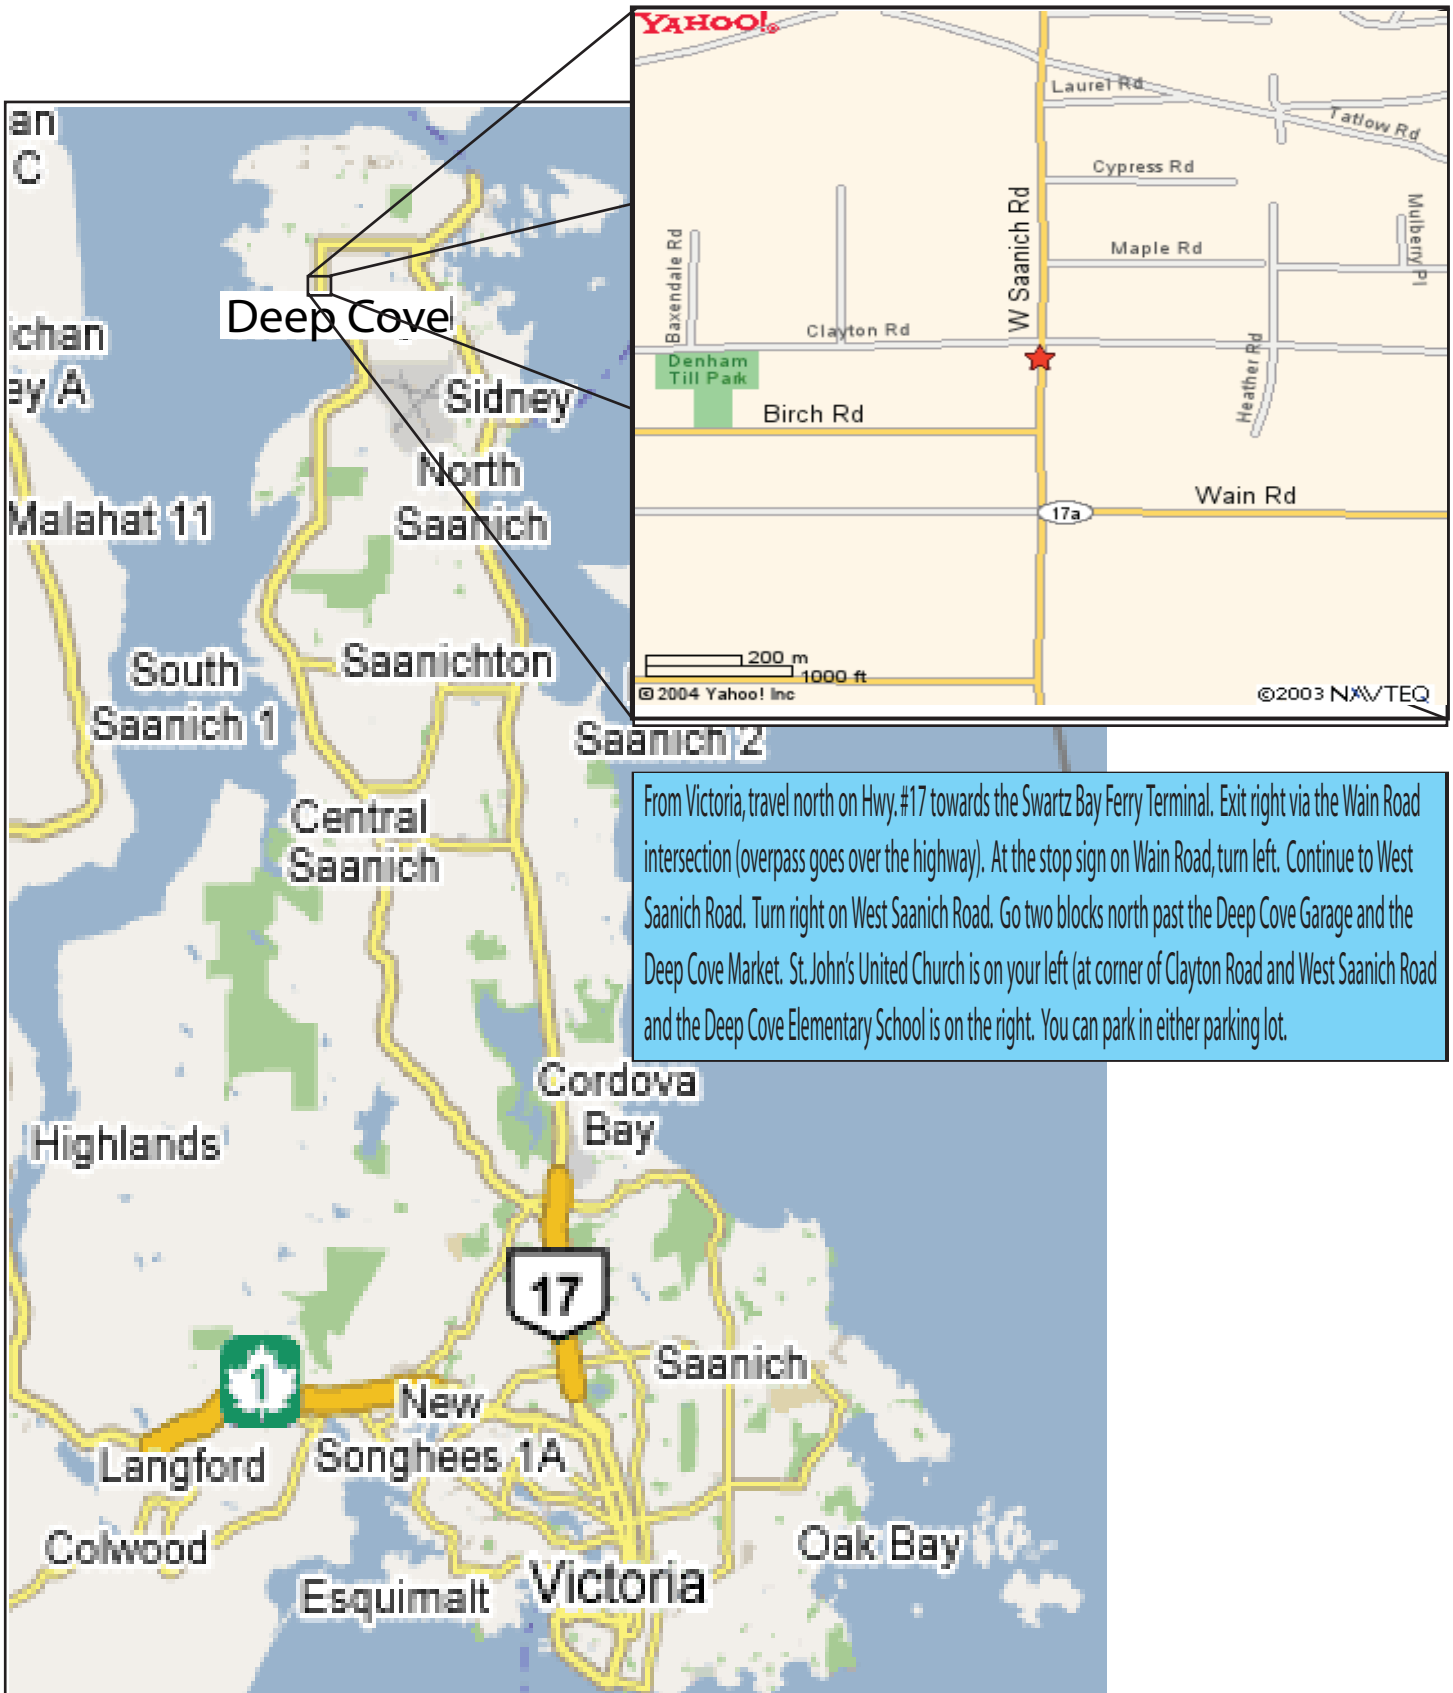 YAHOO!®
Laurel Rd
Tatlow Rd
Cypress Rd
W Saanich Rd
Mulberry Pl
Baxendale Rd
Maple Rd
Clayton Rd
Heather Rd
Denham
Till Park
Birch Rd
Wain Rd
17a
200 m
1000 ft
© 2004 Yahoo! Inc
©2003 NAVTEQ
an
C
Deep Cove
ichan
ey A
Sidney
North
Saanich
Malahat 11
South
Saanich 1
Saanichton
Saanich 2
Central
Saanich
From Victoria, travel north on Hwy. #17 towards the Swartz Bay Ferry Terminal. Exit right via the Wain Road
intersection (overpass goes over the highway). At the stop sign on Wain Road, turn left. Continue to West
Saanich Road. Turn right on West Saanich Road. Go two blocks north past the Deep Cove Garage and the
Deep Cove Market. St. John's United Church is on your left (at corner of Clayton Road and West Saanich Road
and the Deep Cove Elementary School is on the right. You can park in either parking lot.
Cordova
Bay
Highlands
17
1
Saanich
New
Songhees 1A
Langford
Colwood
Oak Bay
Esquimalt
Victoria